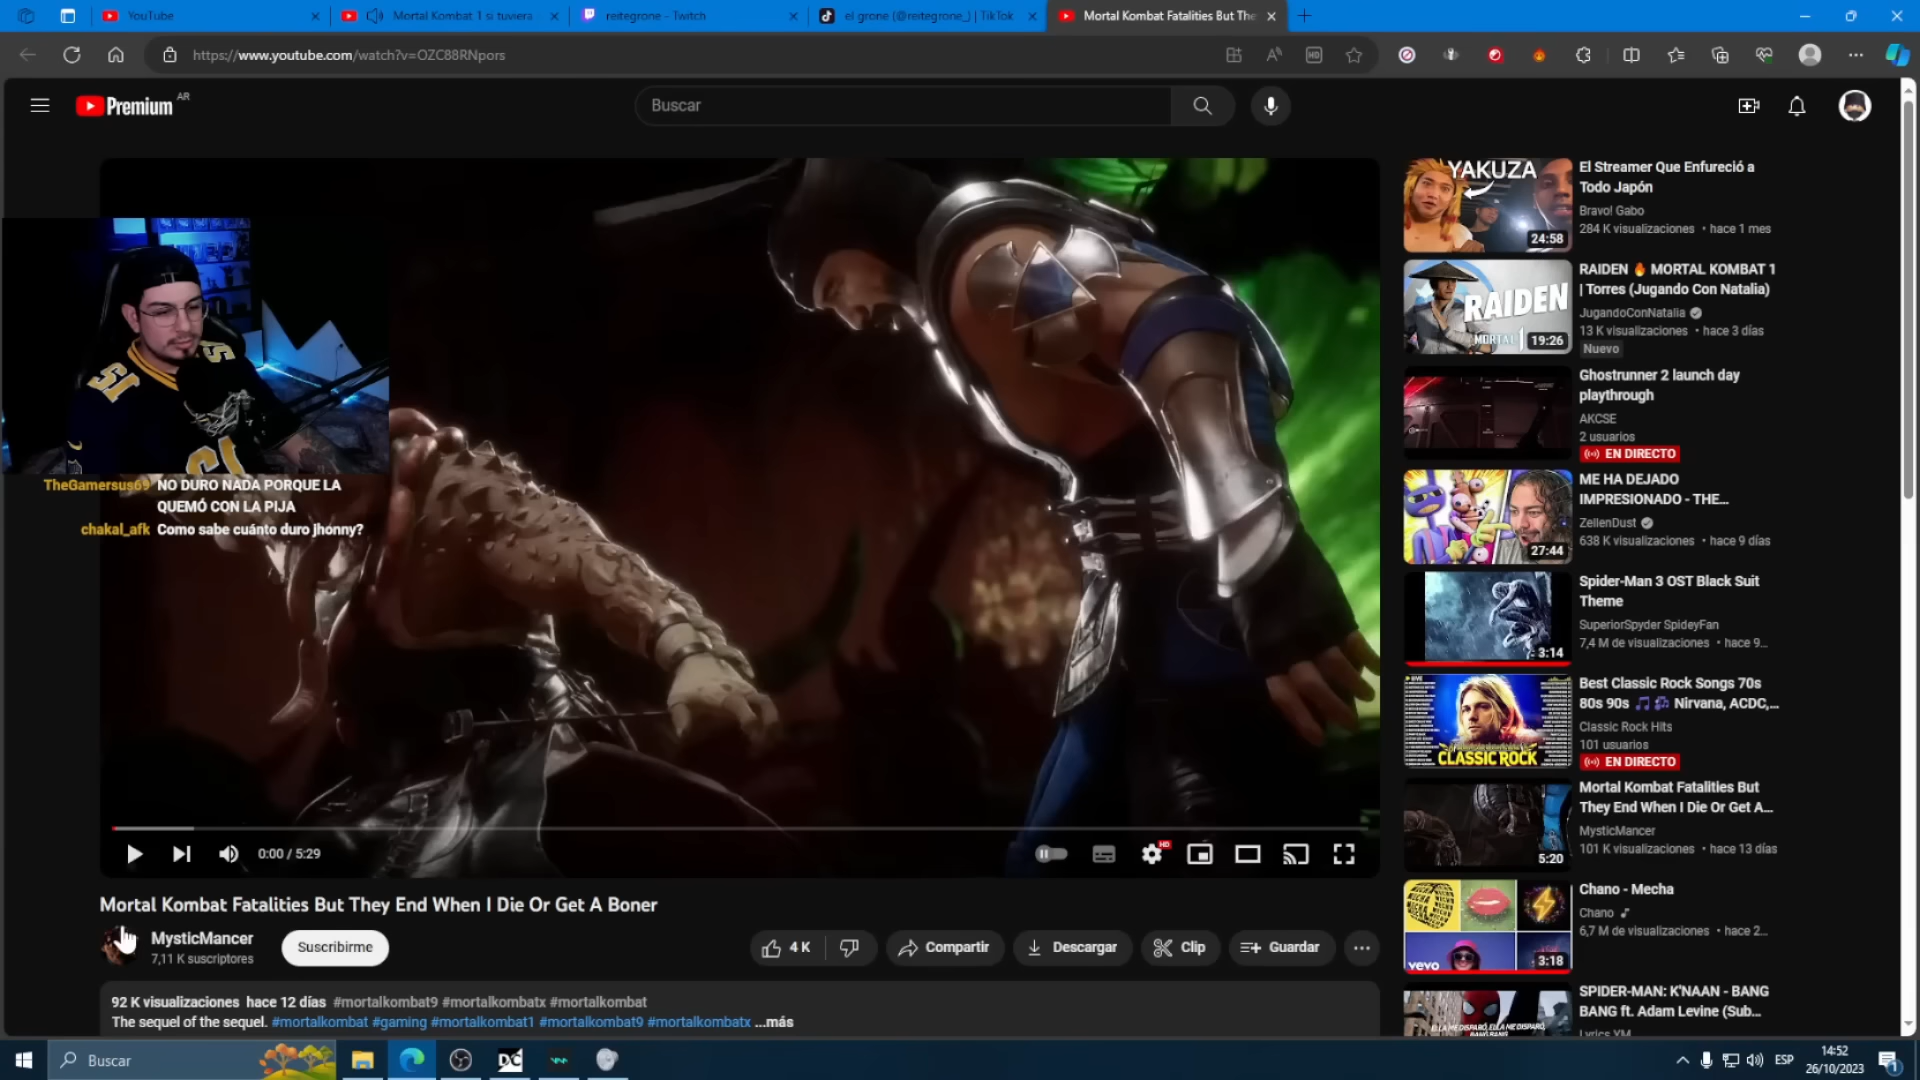 YouTube
Mortal Kombat 1 si tuviera
reitegrone - Twitch
el grone (@reitegrone_) | TikTok
Mortal Kombat Fatalities But The
https://www.youtube.com/watch?v=OZC88RNpors
Premium AR
Buscar
TheGamersus69 NO DURO NADA PORQUE LA
QUEMÓ CON LA PIJA
chakal_afk Como sabe cuánto duro jhonny?
0:00 / 5:29
HD
Mortal Kombat Fatalities But They End When I Die Or Get A Boner
MysticMancer
7,11 K suscriptores
Suscribirme
4 K
Compartir
Descargar
Clip
Guardar
92 K visualizaciones hace 12 días #mortalkombat9 #mortalkombatx #mortalkombat
The sequel of the sequel. #mortalkombat #gaming #mortalkombat1 #mortalkombat9 #mortalkombatx ...más
YAKUZA
24:58
El Streamer Que Enfureció a
Todo Japón
Bravo! Gabo
284 K visualizaciones • hace 1 mes
RAIDEN
MORTAL 1
19:26
RAIDEN 🔥 MORTAL KOMBAT 1
| Torres (Jugando Con Natalia)
JugandoConNatalia
13 K visualizaciones • hace 3 días
Nuevo
Ghostrunner 2 launch day
playthrough
AKCSE
2 usuarios
EN DIRECTO
27:44
ME HA DEJADO
IMPRESIONADO - THE...
ZellenDust
638 K visualizaciones • hace 9 días
3:14
Spider-Man 3 OST Black Suit
Theme
SuperiorSpyder SpideyFan
7,4 M de visualizaciones • hace 9...
CLASSIC ROCK
Best Classic Rock Songs 70s
80s 90s 🎵🎶 Nirvana, ACDC,...
Classic Rock Hits
101 usuarios
EN DIRECTO
5:20
Mortal Kombat Fatalities But
They End When I Die Or Get A...
MysticMancer
101 K visualizaciones • hace 13 días
vevo
3:18
Chano - Mecha
Chano
6,7 M de visualizaciones • hace 2...
SPIDER-MAN: K'NAAN - BANG
BANG ft. Adam Levine (Sub...
Lyrics YM
Buscar
DC
ESP
14:52
26/10/2023
1